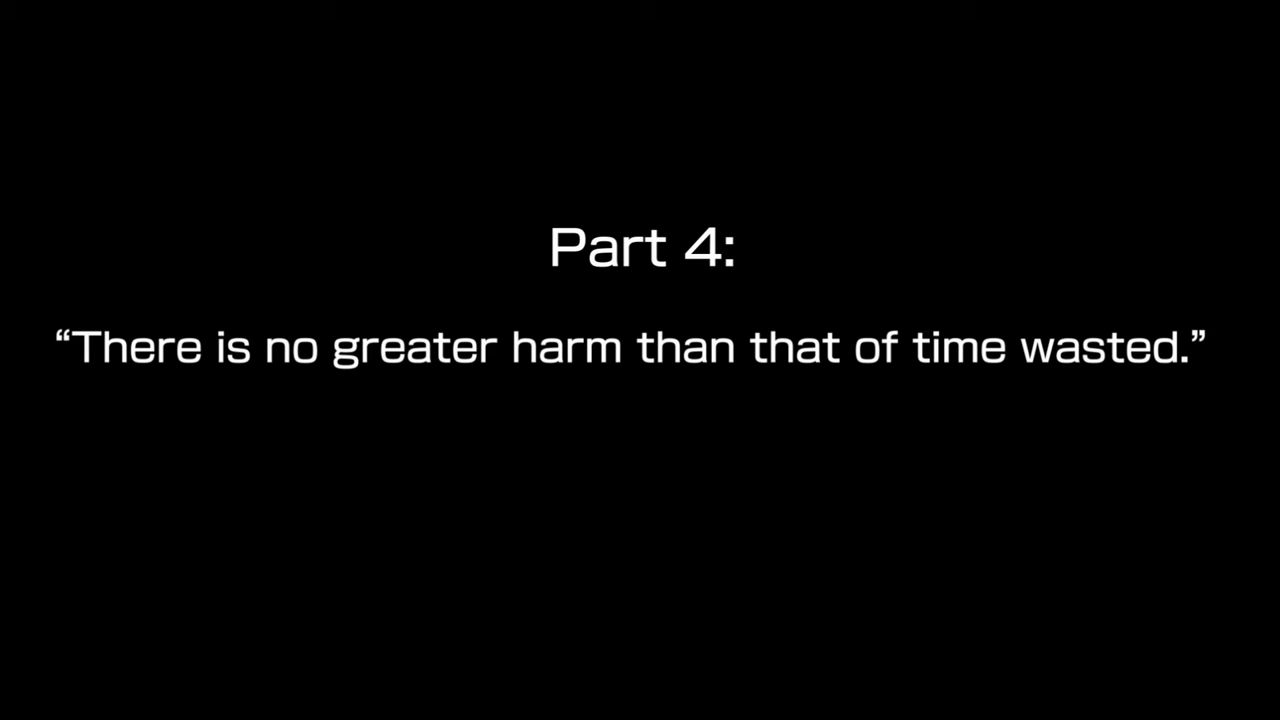 Part 4:
“There is no greater harm than that of time wasted.”